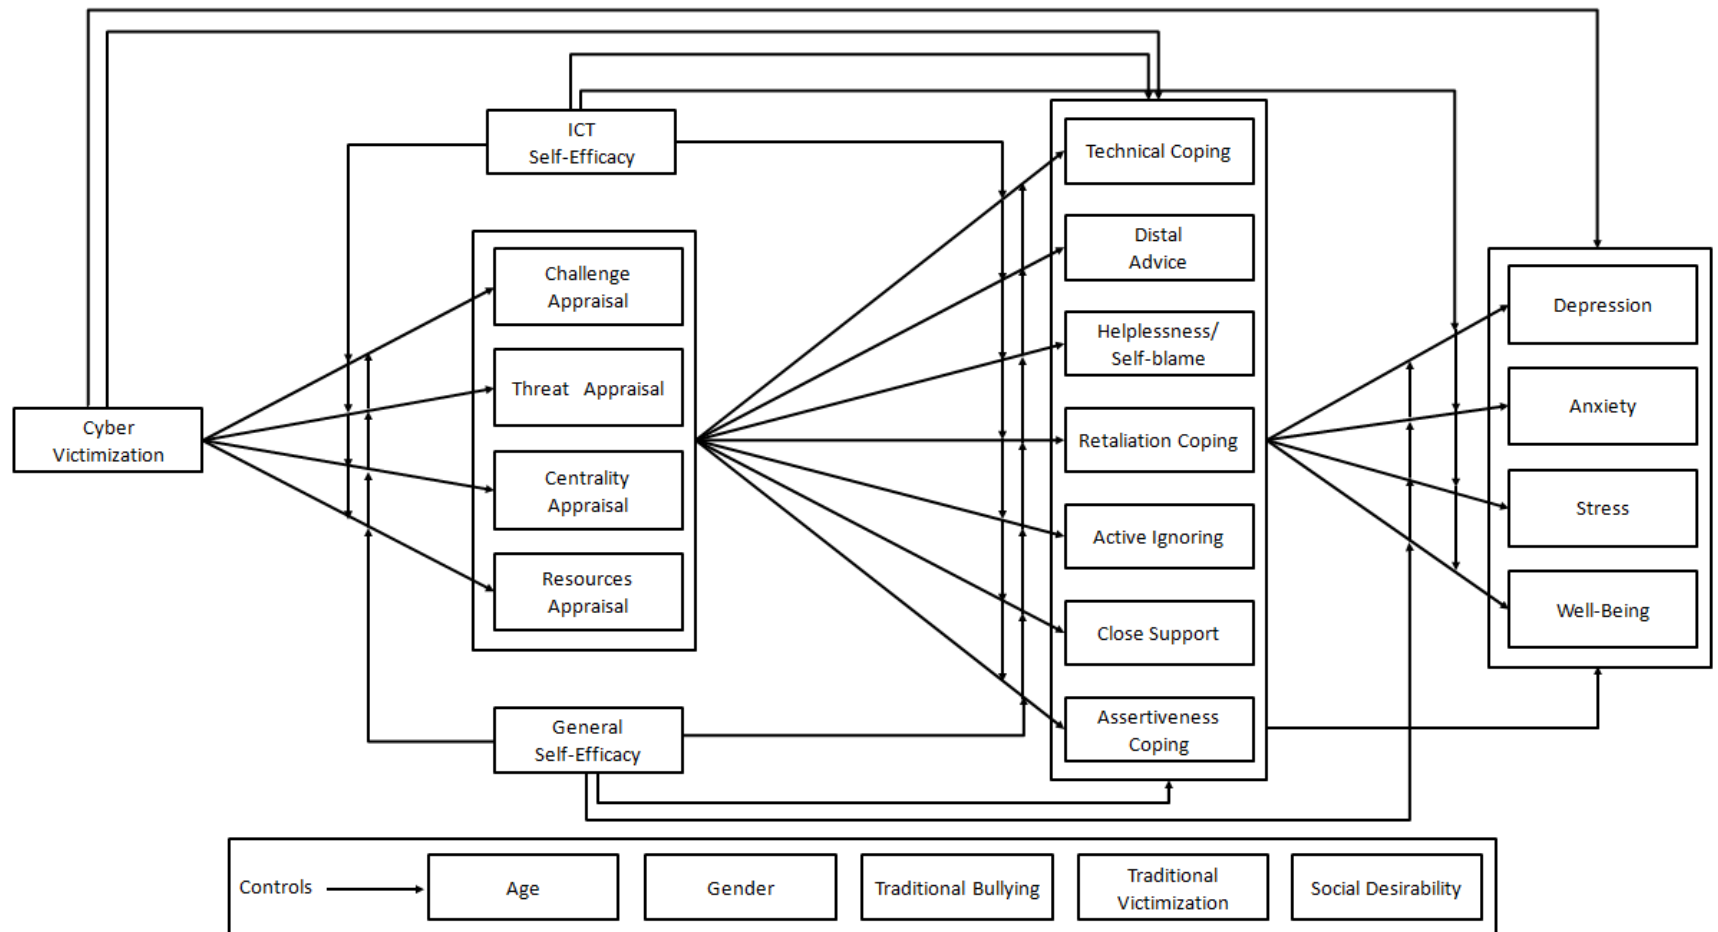 ICT
Self-Efficacy
Technical Coping
Distal
Advice
Challenge
Appraisal
Helplessness/
Self-blame
Depression
Threat Appraisal
Anxiety
Cyber
Victimization
Retaliation Coping
Centrality
Appraisal
Stress
Active Ignoring
Resources
Appraisal
Close Support
Well-Being
General
Self-Efficacy
Assertiveness
Coping
Controls
Age
Gender
Traditional Bullying
Traditional
Victimization
Social Desirability